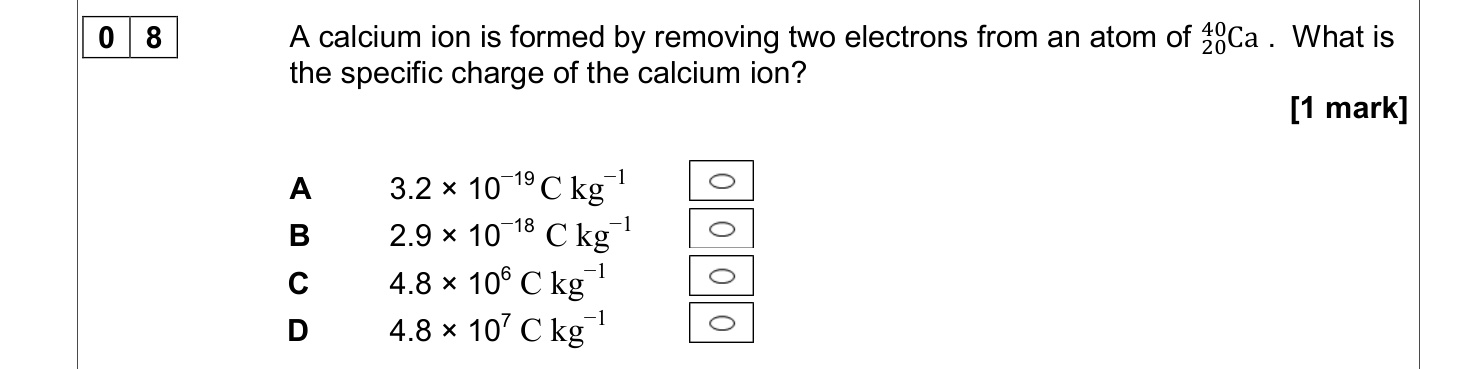 0 8 A calcium ion is formed by removing two electrons from an atom of ⁴⁰₂₀Ca . What is
the specific charge of the calcium ion?
[1 mark]
A 3.2 × 10⁻¹⁹ C kg⁻¹
B 2.9 × 10⁻¹⁸ C kg⁻¹
C 4.8 × 10⁶ C kg⁻¹
D 4.8 × 10⁷ C kg⁻¹